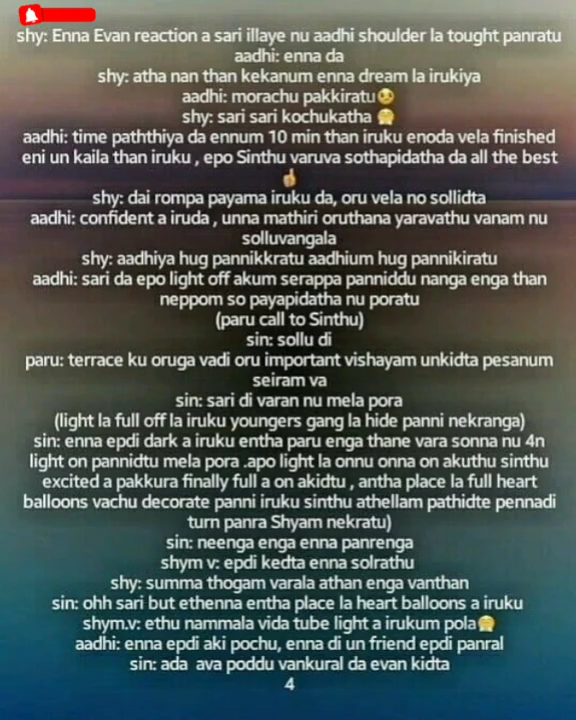 shy: Enna Evan reaction a sari illaye nu aadhi shoulder la tought panratu
aadhi: enna da
shy: atha nan than kekanum enna dream la irukiya
aadhi: morachu pakkiratu😏
shy: sari sari kochukatha 🤗
aadhi: time paththiya da ennum 10 min than iruku enoda vela finished
eni un kaila than iruku , epo Sinthu varuva sothapidatha da all the best
☝
shy: dai rompa payama iruku da, oru vela no sollidta
aadhi: confident a iruda , unna mathiri oruthana yaravathu vanam nu
solluvangala
shy: aadhiya hug pannikkratu aadhium hug pannikiratu
aadhi: sari da epo light off akum serappa panniddu nanga enga than
neppom so payapidatha nu poratu
(paru call to Sinthu)
sin: sollu di
paru: terrace ku oruga vadi oru important vishayam unkidta pesanum
seiram va
sin: sari di varan nu mela pora
(light la full off la iruku youngers gang la hide panni nekranga)
sin: enna epdi dark a iruku entha paru enga thane vara sonna nu 4n
light on pannidtu mela pora .apo light la onnu onna on akuthu sinthu
excited a pakkura finally full a on akidtu , antha place la full heart
balloons vachu decorate panni iruku sinthu athellam pathidte pennadi
turn panra Shyam nekratu)
sin: neenga enga enna panrenga
shym v: epdi kedta enna solrathu
shy: summa thogam varala athan enga vanthan
sin: ohh sari but ethenna entha place la heart balloons a iruku
shym.v: ethu nammala vida tube light a irukum pola🤗
aadhi: enna epdi aki pochu, enna di un friend epdi panral
sin: ada  ava poddu vankural da evan kidta
4